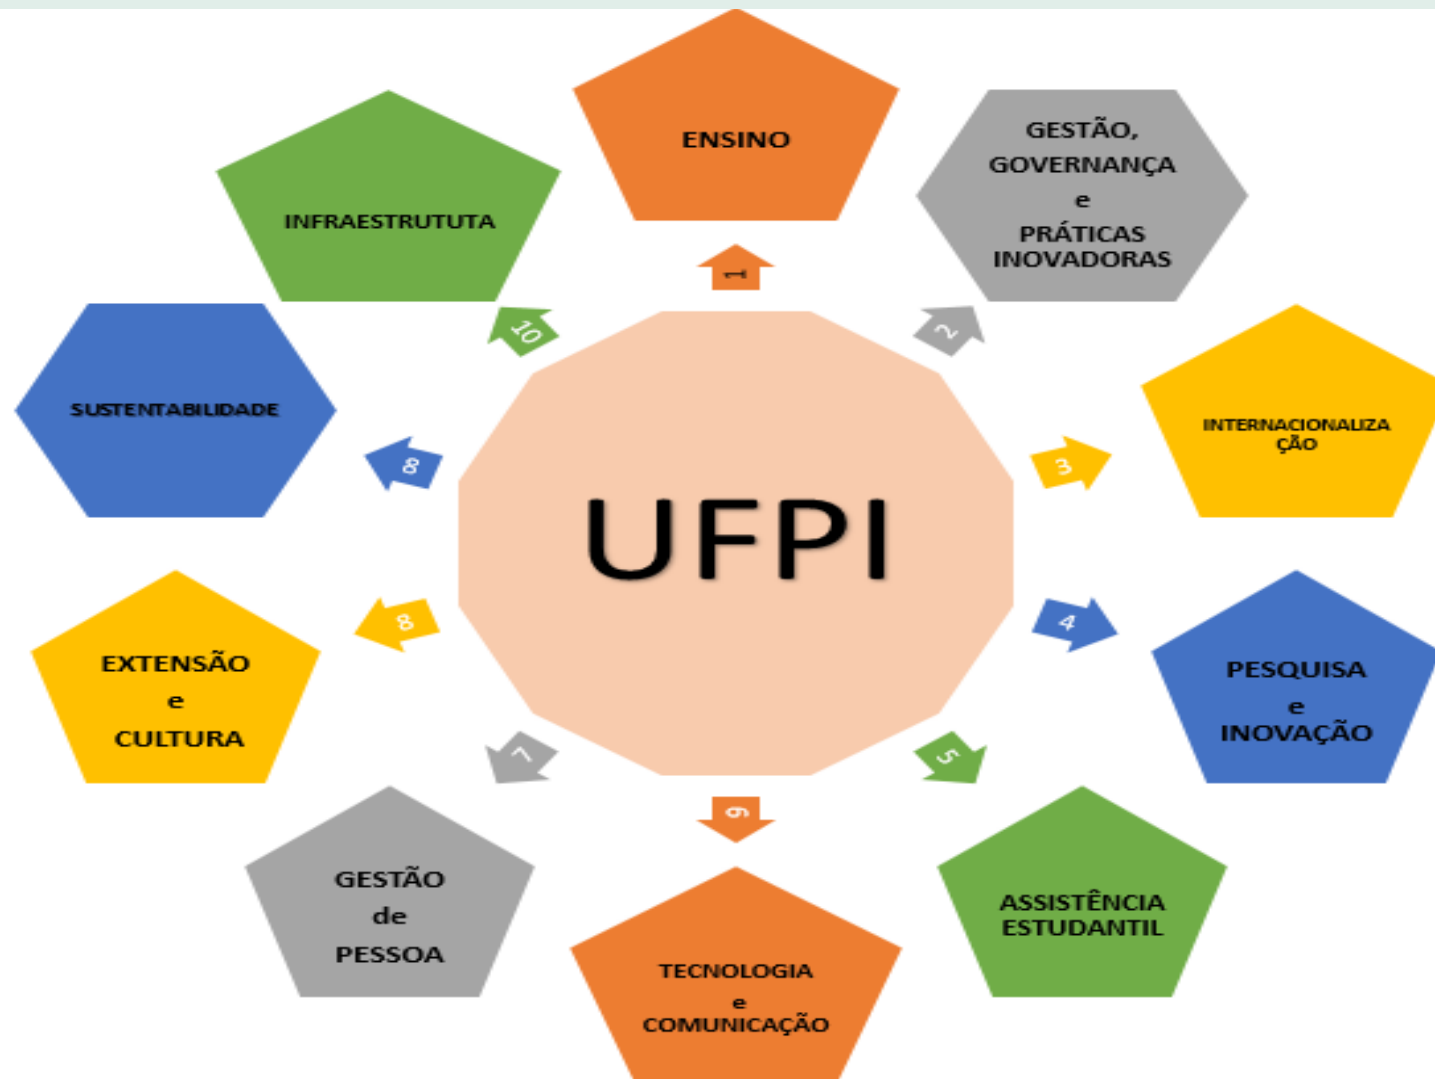 ENSINO
1
GESTÃO,
GOVERNANÇA
e
PRÁTICAS
INOVADORAS
2
INTERNACIONALIZA
ÇÃO
3
PESQUISA
e
INOVAÇÃO
4
ASSISTÊNCIA
ESTUDANTIL
5
TECNOLOGIA
e
COMUNICAÇÃO
6
GESTÃO
de
PESSOA
7
EXTENSÃO
e
CULTURA
8
SUSTENTABILIDADE
8
INFRAESTRUTUTA
10
UFPI